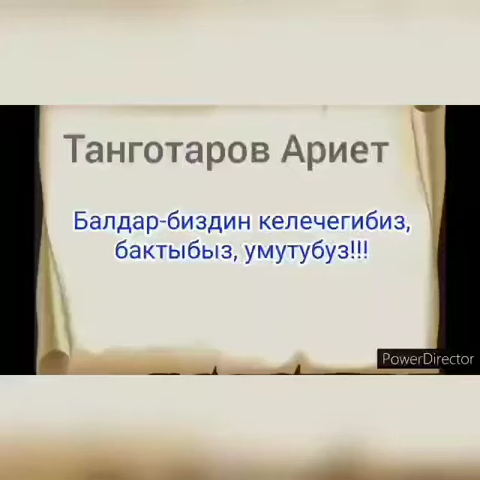 Танготаров Ариет
Балдар-биздин келечегибиз,
бактыбыз, умутубуз!!!
PowerDirector